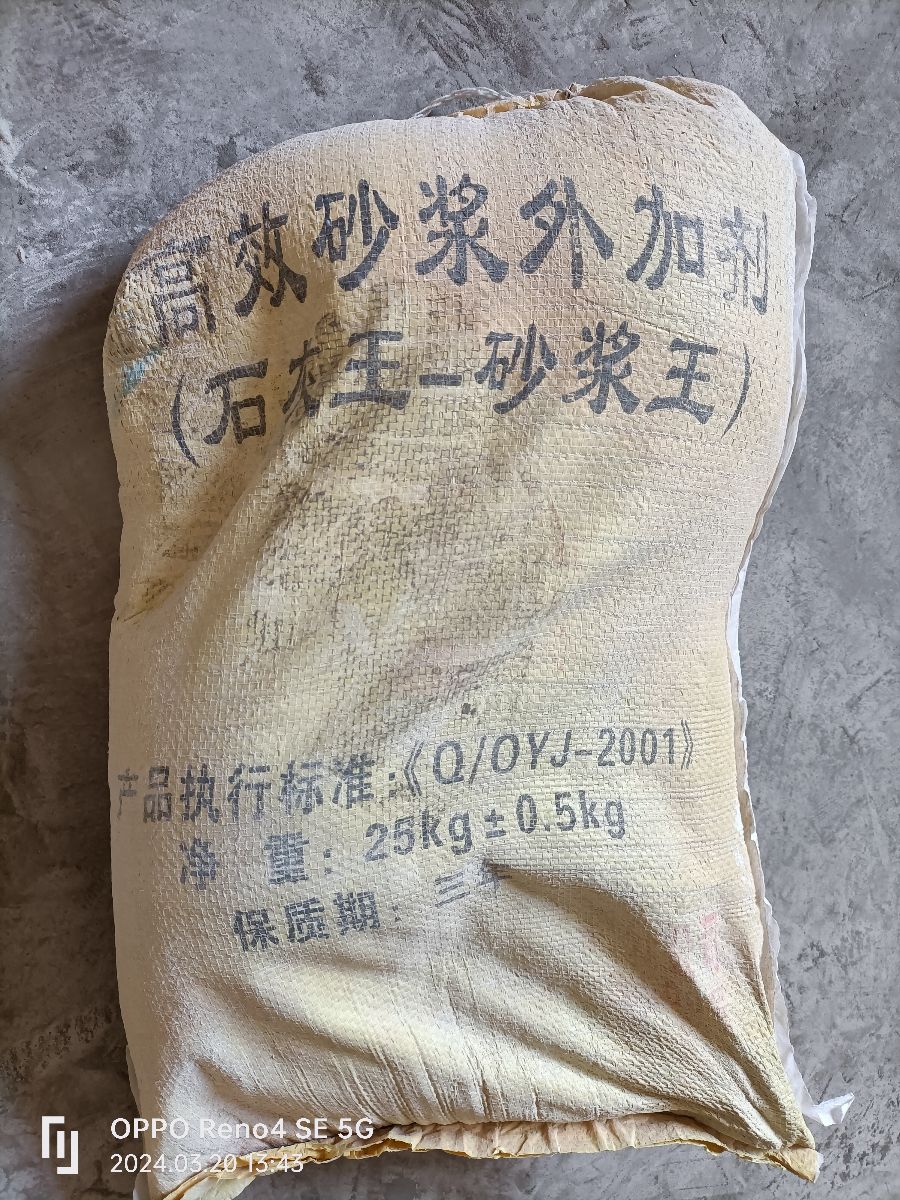 高效砂浆外加剂
(石灰王-砂浆王)
产品执行标准:《Q/OYJ-2001》
净 重: 25kg±0.5kg
保质期: 三年
OPPO Reno4 SE 5G
2024.03.20 13:43